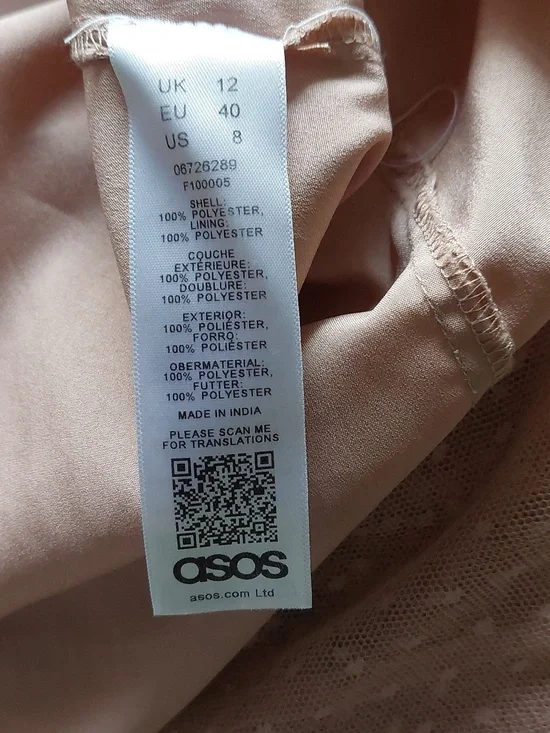 UK 12
EU 40
US 8
06726289
F100005
SHELL:
100% POLYESTER,
LINING:
100% POLYESTER
COUCHE
EXTÉRIEURE:
100% POLYESTER,
DOUBLURE:
100% POLYESTER
EXTERIOR:
100% POLIÉSTER,
FORRO:
100% POLIÉSTER
OBERMATERIAL:
100% POLYESTER,
FUTTER:
100% POLYESTER
MADE IN INDIA
PLEASE SCAN ME
FOR TRANSLATIONS
asos
asos.com Ltd